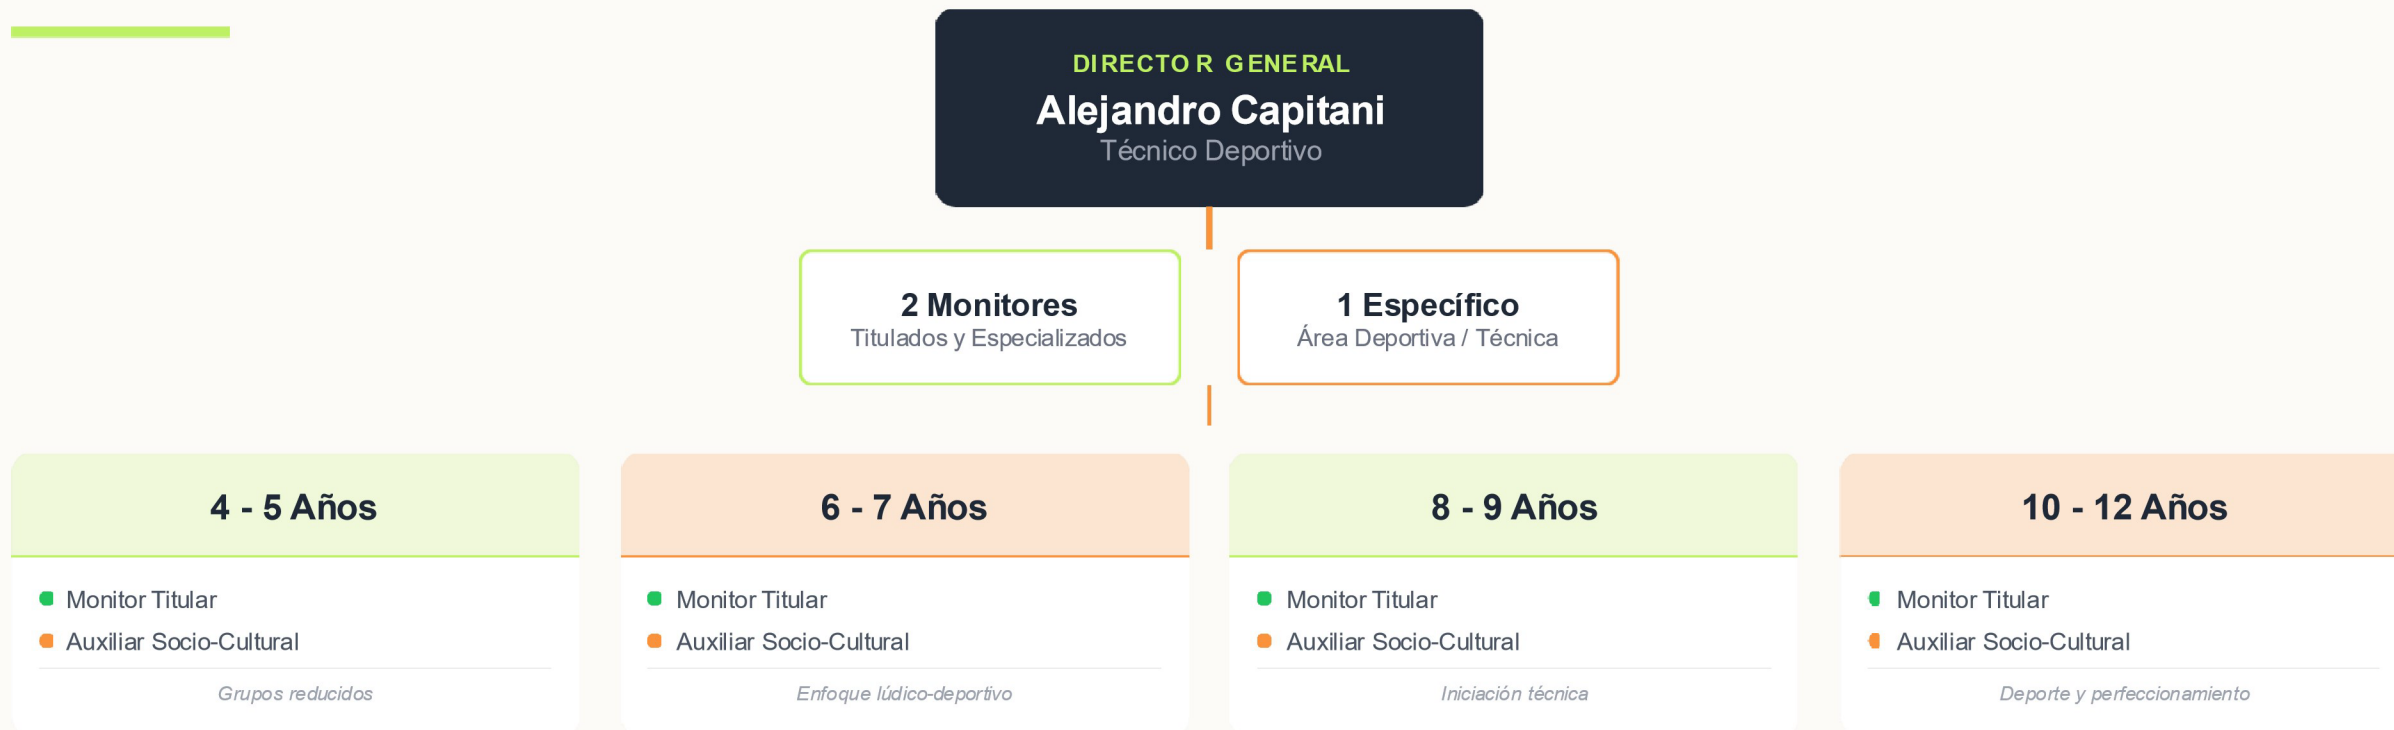 DIRECTOR GENERAL
Alejandro Capitani
Técnico Deportivo
2 Monitores
Titulados y Especializados
1 Específico
Área Deportiva / Técnica
4 - 5 Años
Monitor Titular
Auxiliar Socio-Cultural
Grupos reducidos
6 - 7 Años
Monitor Titular
Auxiliar Socio-Cultural
Enfoque lúdico-deportivo
8 - 9 Años
Monitor Titular
Auxiliar Socio-Cultural
Iniciación técnica
10 - 12 Años
Monitor Titular
Auxiliar Socio-Cultural
Deporte y perfeccionamiento